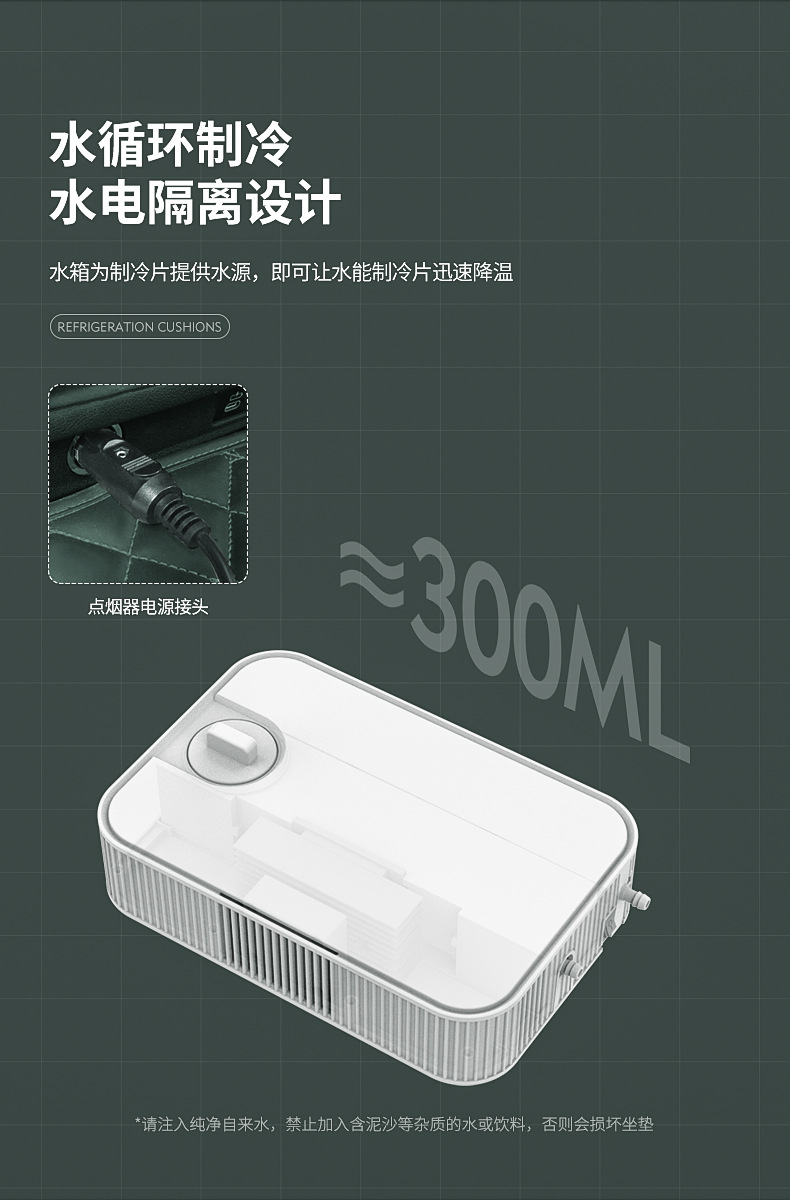 水循环制冷
水电隔离设计
水箱为制冷片提供水源，即可让水能制冷片迅速降温
REFRIGERATION CUSHIONS
点烟器电源接头
≈300ML
*请注入纯净自来水，禁止加入含泥沙等杂质的水或饮料，否则会损坏坐垫